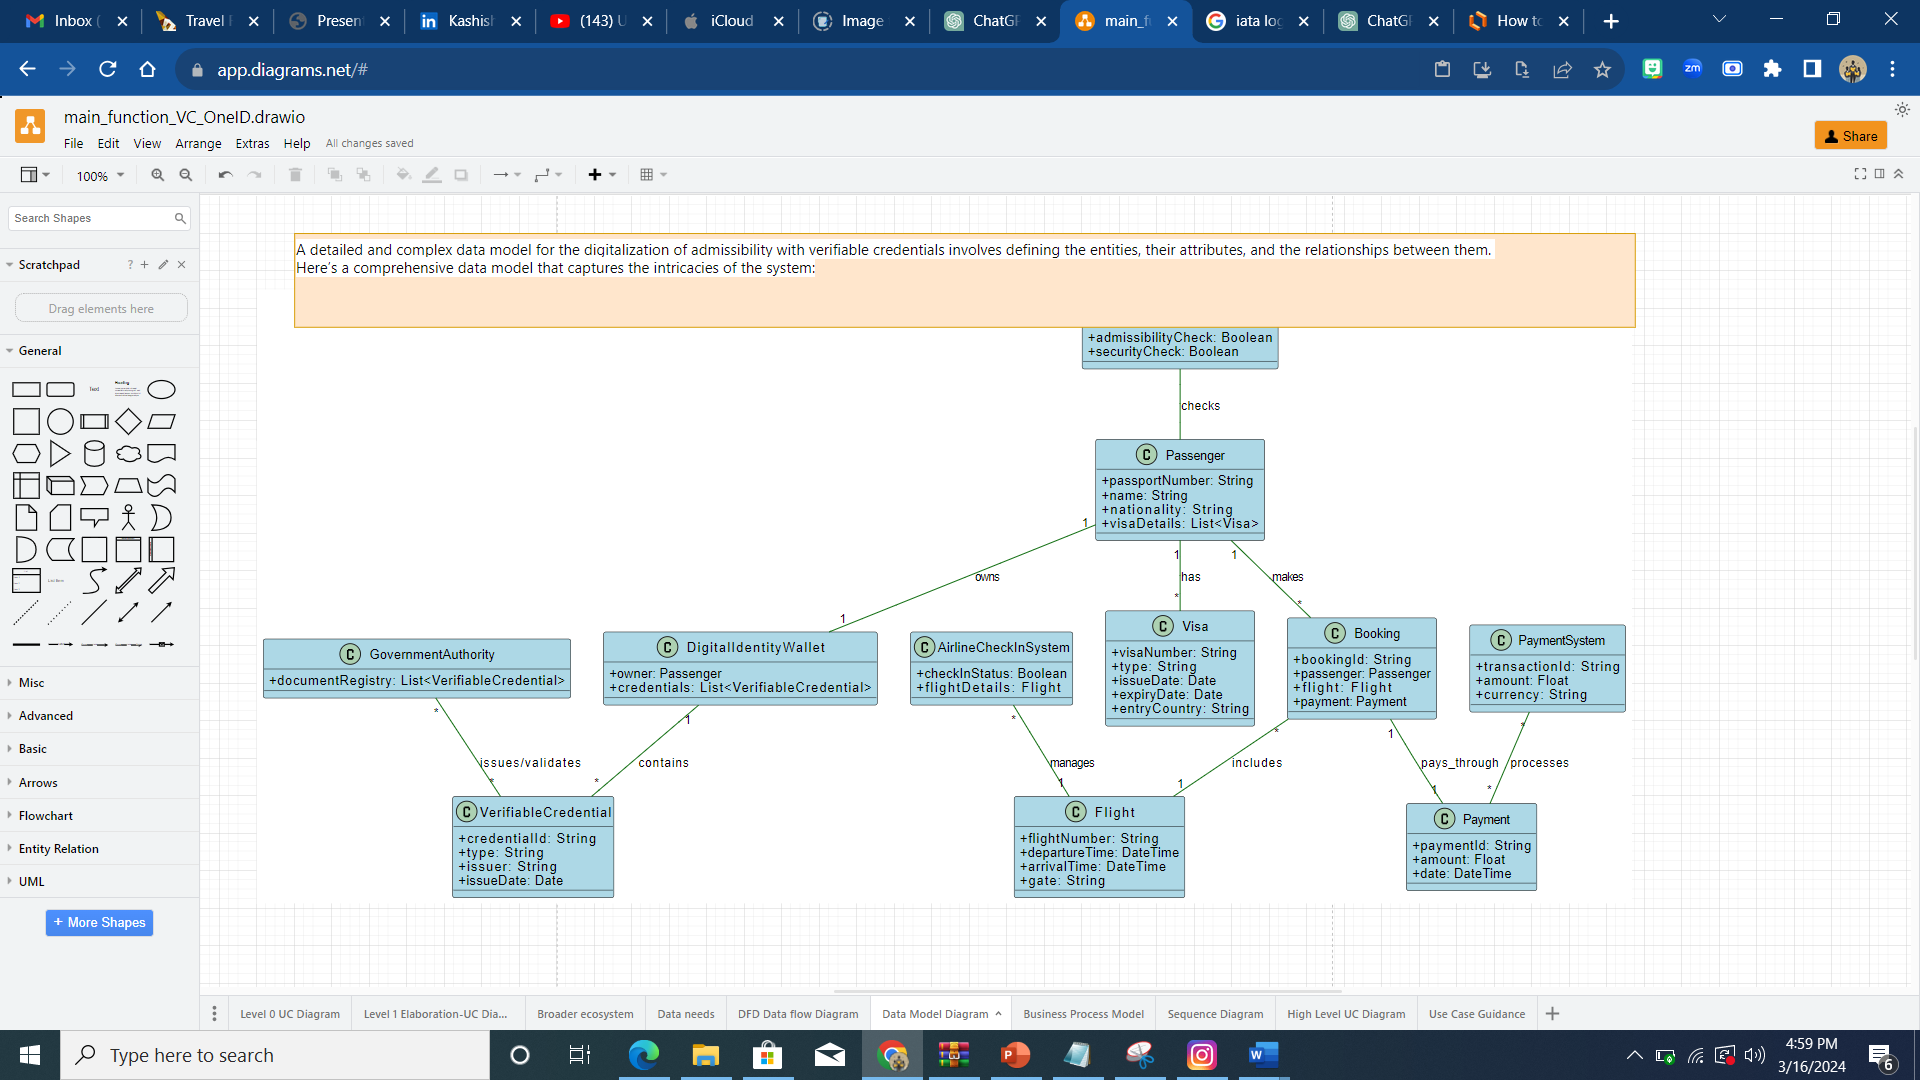 Inbox (
Travel F
Presen
Kashish
(143) U
iCloud
Image
ChatGP
main_fu
iata log
ChatGP
How to
app.diagrams.net/#
main_function_VC_OneID.drawio
File Edit View Arrange Extras Help All changes saved
Share
100%
Search Shapes
Scratchpad
Drag elements here
General
Text
Heading
Misc
Advanced
Basic
Arrows
Flowchart
Entity Relation
UML
+ More Shapes
A detailed and complex data model for the digitalization of admissibility with verifiable credentials involves defining the entities, their attributes, and the relationships between them.
Here's a comprehensive data model that captures the intricacies of the system:
+admissibilityCheck: Boolean
+securityCheck: Boolean
checks
C Passenger
+passportNumber: String
+name: String
+nationality: String
+visaDetails: List<Visa>
1
1
1
owns
has
makes
1
*
*
C GovernmentAuthority
+documentRegistry: List<VerifiableCredential>
*
C DigitalIdentityWallet
+owner: Passenger
+credentials: List<VerifiableCredential>
1
C AirlineCheckInSystem
+checkInStatus: Boolean
+flightDetails: Flight
*
C Visa
+visaNumber: String
+type: String
+issueDate: Date
+expiryDate: Date
+entryCountry: String
C Booking
+bookingId: String
+passenger: Passenger
+flight: Flight
+payment: Payment
*
1
C PaymentSystem
+transactionId: String
+amount: Float
+currency: String
*
issues/validates
contains
manages
includes
pays_through
processes
*
*
1
1
1
*
C VerifiableCredential
+credentialId: String
+type: String
+issuer: String
+issueDate: Date
C Flight
+flightNumber: String
+departureTime: DateTime
+arrivalTime: DateTime
+gate: String
C Payment
+paymentId: String
+amount: Float
+date: DateTime
Level 0 UC Diagram
Level 1 Elaboration-UC Dia...
Broader ecosystem
Data needs
DFD Data flow Diagram
Data Model Diagram
Business Process Model
Sequence Diagram
High Level UC Diagram
Use Case Guidance
Type here to search
4:59 PM
3/16/2024
6